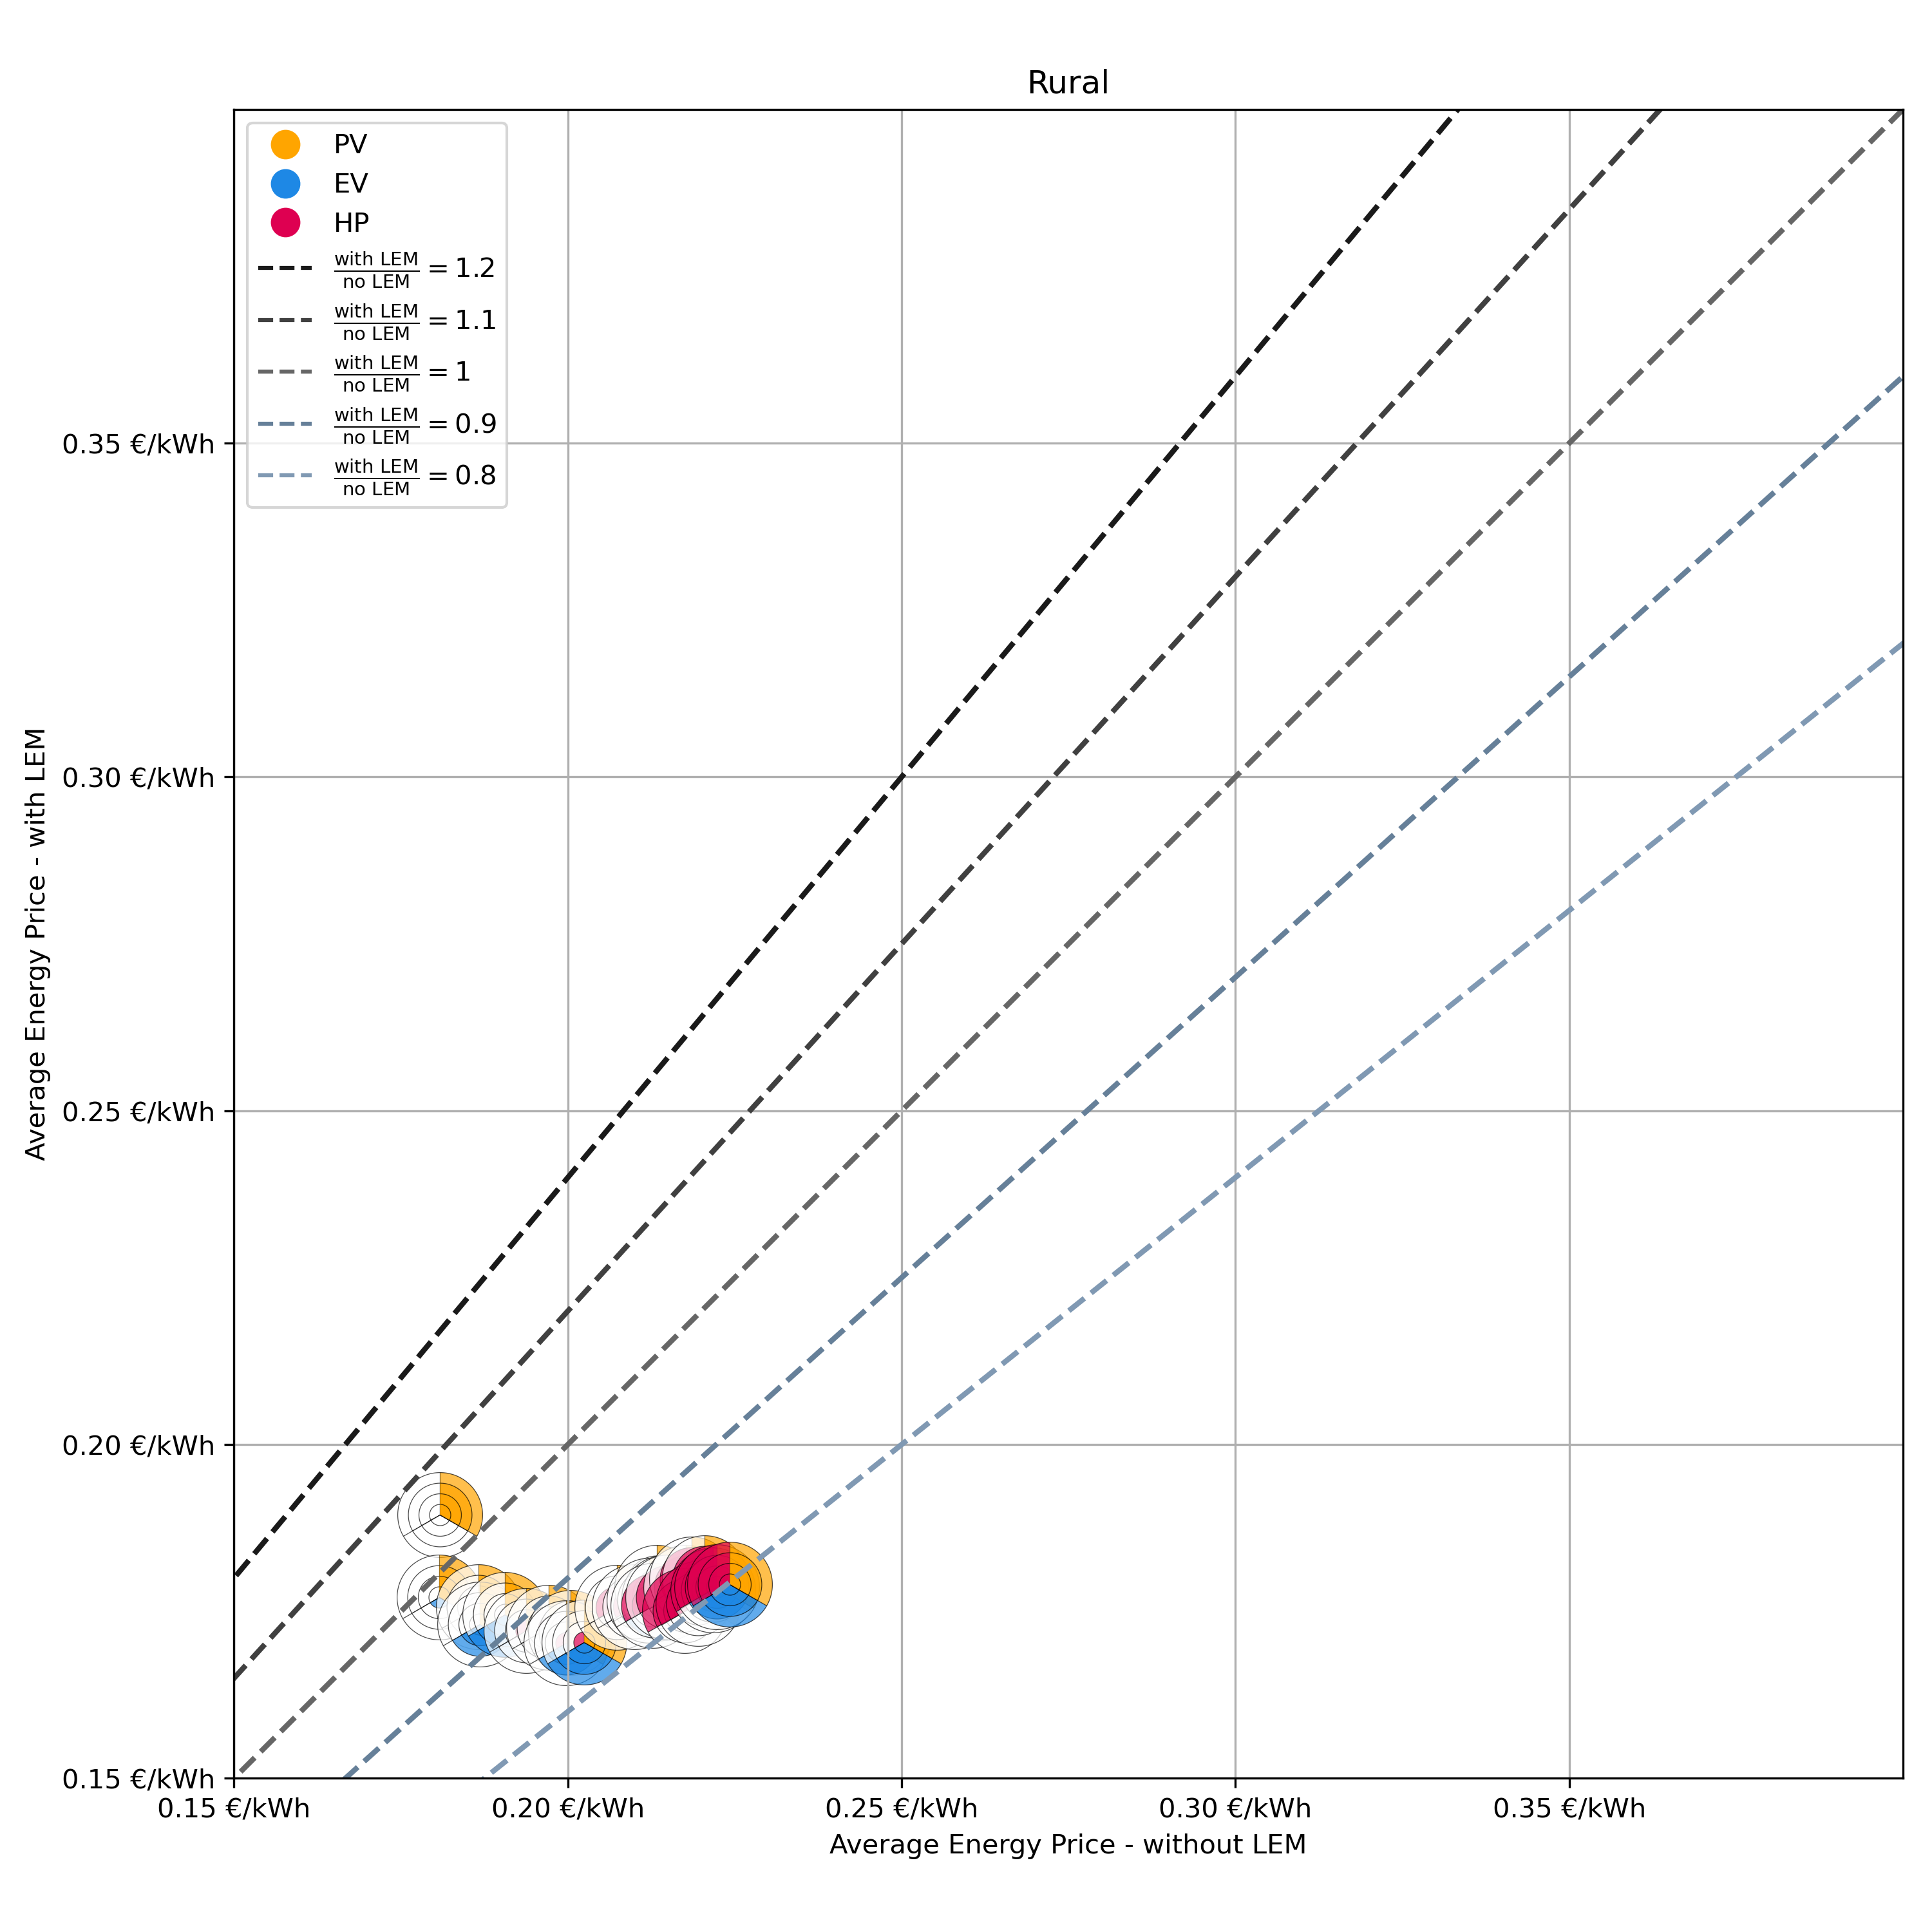 Rural
PV
EV
HP
with LEM
no LEM = 1.2
with LEM
no LEM = 1.1
with LEM
no LEM = 1
with LEM
no LEM = 0.9
with LEM
no LEM = 0.8
Average Energy Price - with LEM
0.35 €/kWh
0.30 €/kWh
0.25 €/kWh
0.20 €/kWh
0.15 €/kWh
0.15 €/kWh 0.20 €/kWh 0.25 €/kWh 0.30 €/kWh 0.35 €/kWh
Average Energy Price - without LEM